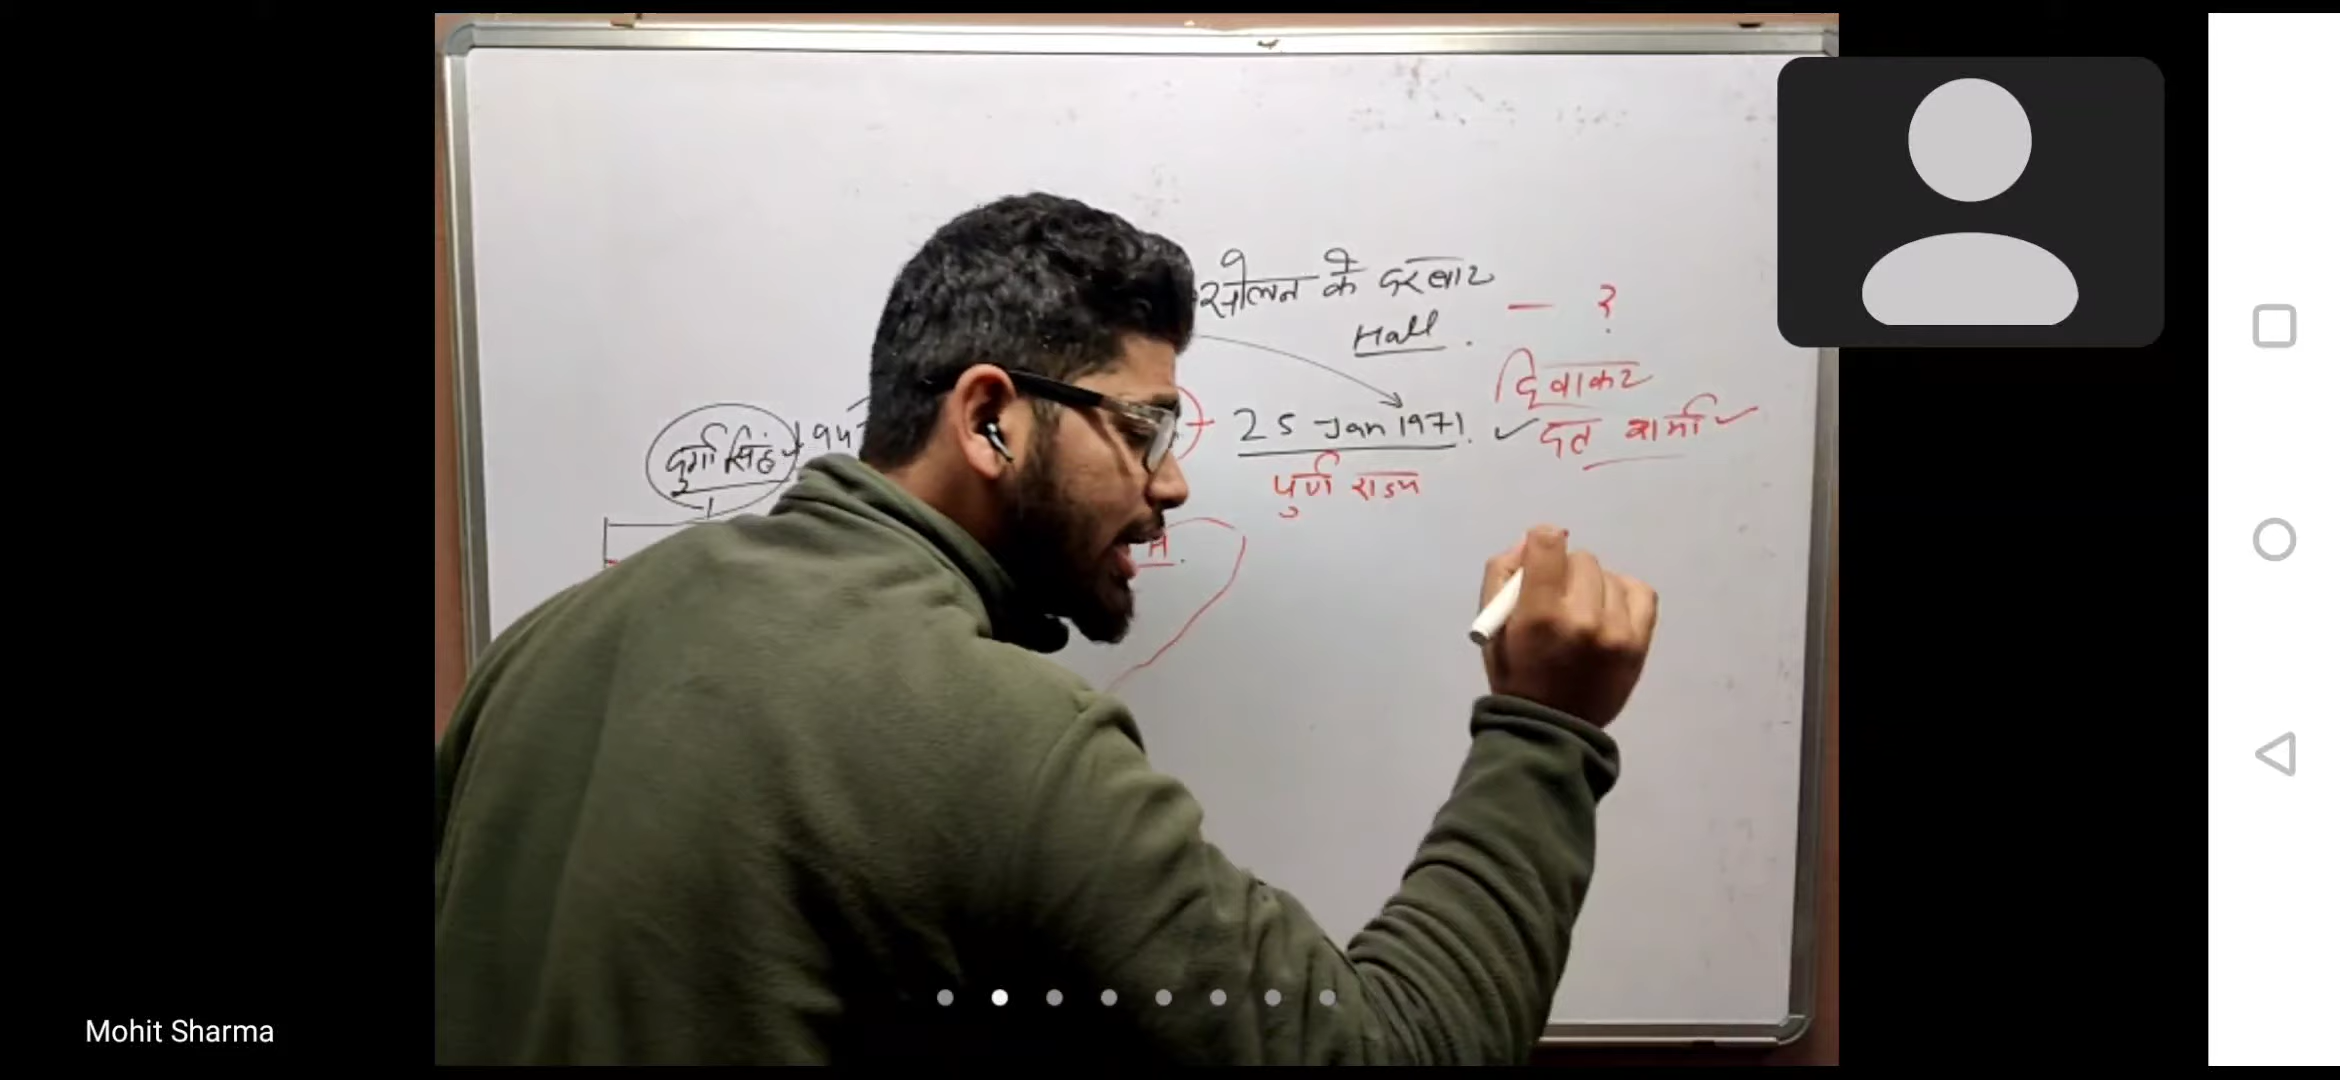 सोलन के दरबार
Hall.
— ?
दिवाकर
दुर्गा सिंह
25 Jan 1971.
दत शर्मा
पुर्ण राज्य
Mohit Sharma